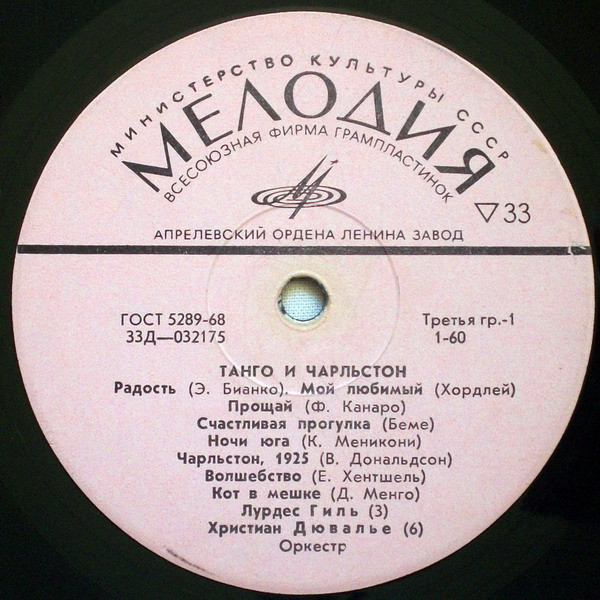 МИНИСТЕРСТВО КУЛЬТУРЫ СССР
МЕЛОДИЯ
ВСЕСОЮЗНАЯ ФИРМА ГРАМПЛАСТИНОК
▽33
АПРЕЛЕВСКИЙ ОРДЕНА ЛЕНИНА ЗАВОД
ГОСТ 5289-68 Третья гр.-1
33Д—032175 1-60
ТАНГО И ЧАРЛЬСТОН
Радость (Э. Бианко). Мой любимый (Хордлей)
Прощай (Ф. Канаро)
Счастливая прогулка (Беме)
Ночи юга (К. Меникони)
Чарльстон, 1925 (В. Дональдсон)
Волшебство (Е. Хентшель)
Кот в мешке (Д. Менго)
Лурдес Гиль (3)
Христиан Дювалье (6)
Оркестр